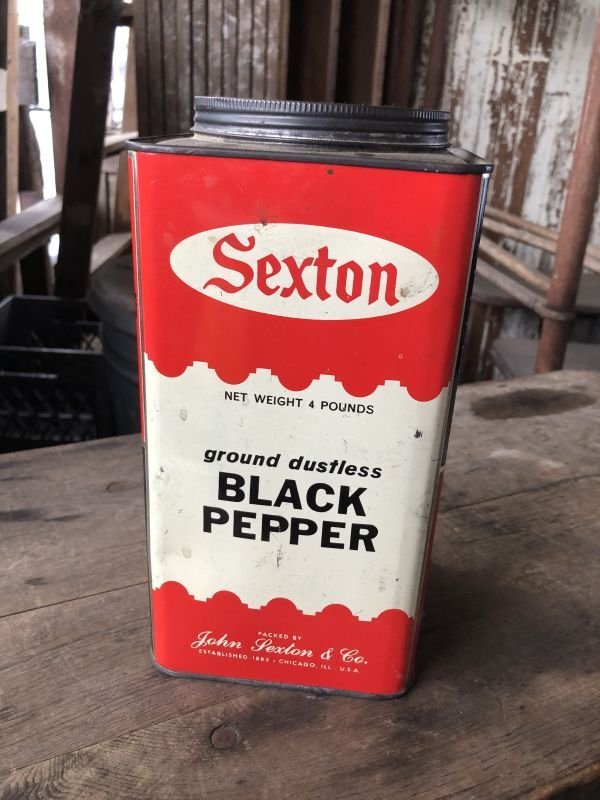 Sexton
NET WEIGHT 4 POUNDS
ground dustless
BLACK
PEPPER
PACKED BY
John Sexton & Co.
ESTABLISHED 1883 • CHICAGO, ILL. U.S.A.